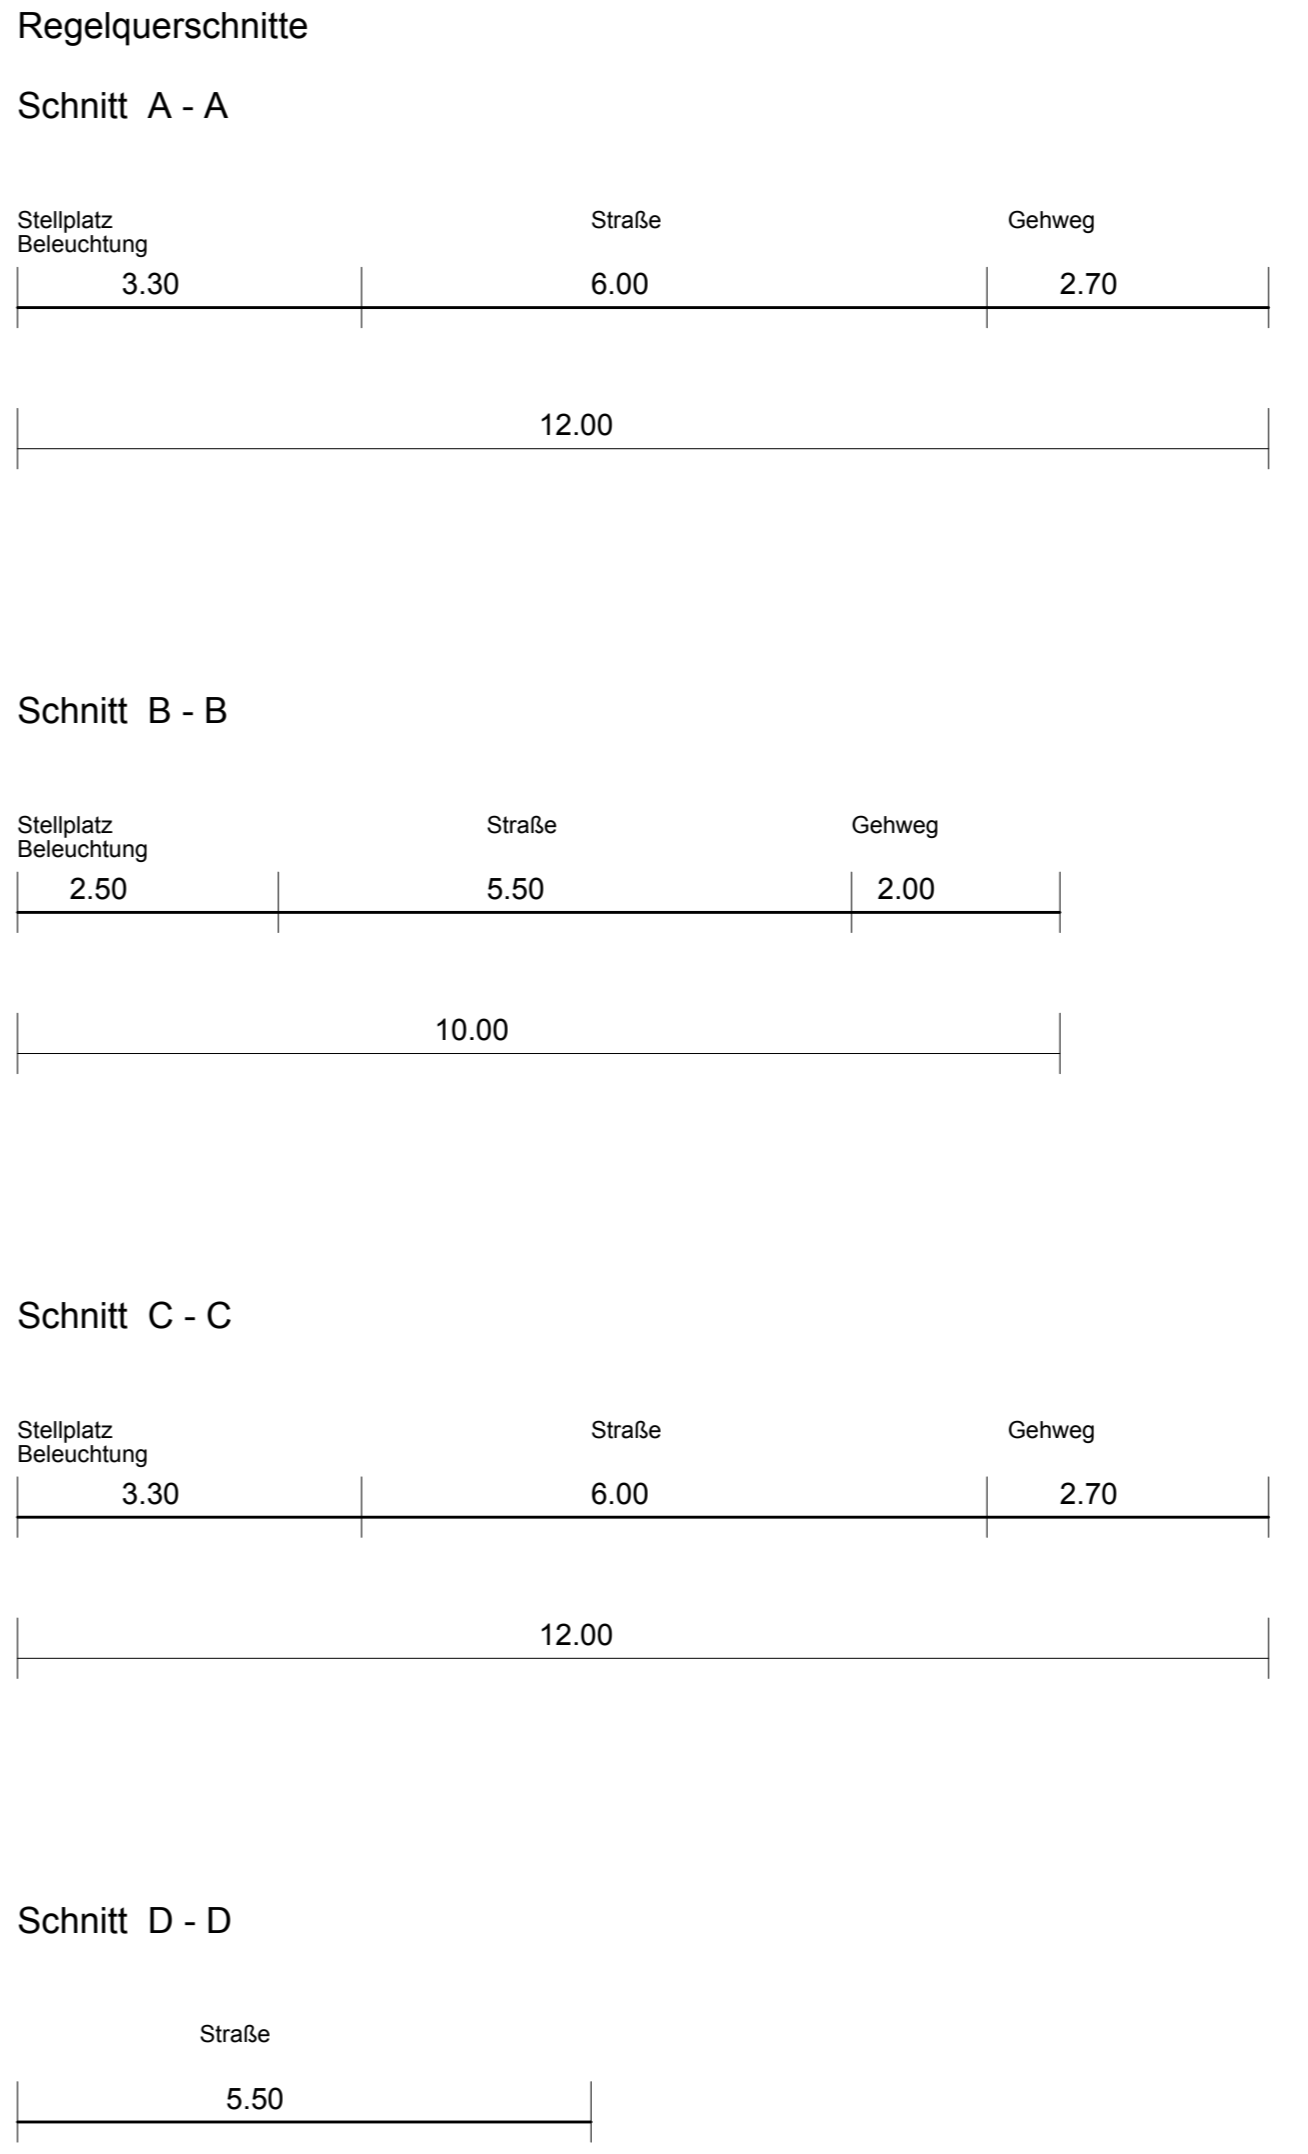 Regelquerschnitte
Schnitt A - A
Stellplatz
Beleuchtung
Straße
Gehweg
3.30
6.00
2.70
12.00
Schnitt B - B
Stellplatz
Beleuchtung
Straße
Gehweg
2.50
5.50
2.00
10.00
Schnitt C - C
Stellplatz
Beleuchtung
Straße
Gehweg
3.30
6.00
2.70
12.00
Schnitt D - D
Straße
5.50